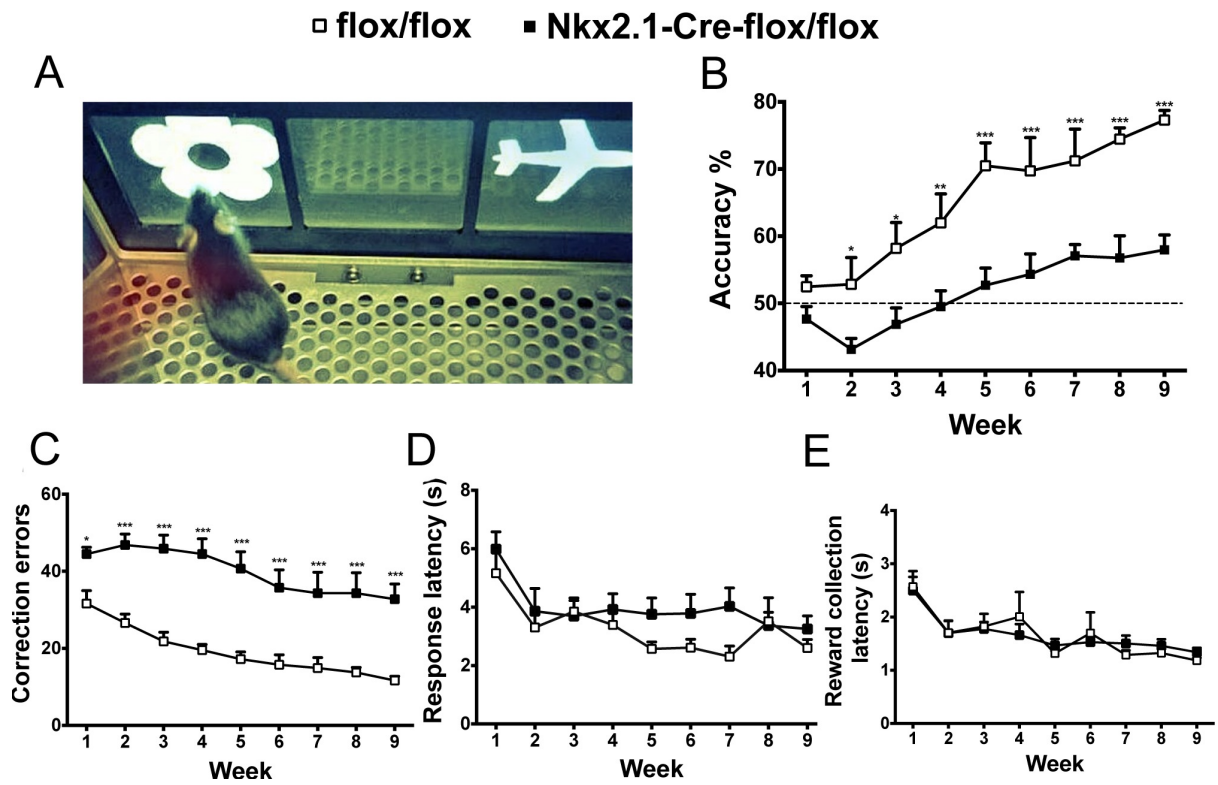 flox/flox Nkx2.1-Cre-flox/flox
A
B
Accuracy %
80
70
60
50
40
*
*
**
***
***
***
***
***
1 2 3 4 5 6 7 8 9
Week
C
Correction errors
60
40
20
0
*
***
***
***
***
***
***
***
***
1 2 3 4 5 6 7 8 9
Week
D
Response latency (s)
8
6
4
2
0
1 2 3 4 5 6 7 8 9
Week
E
Reward collection
latency (s)
4
3
2
1
0
1 2 3 4 5 6 7 8 9
Week